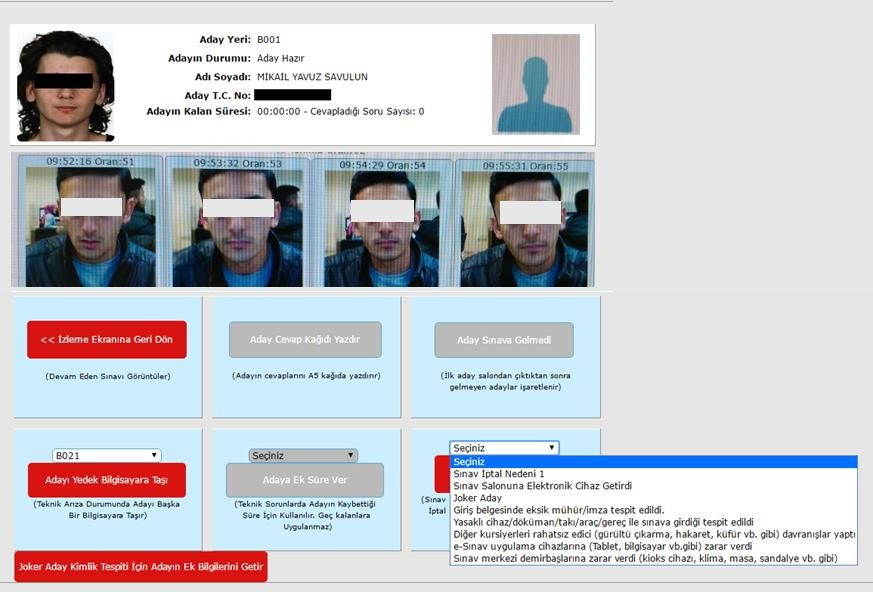 Aday Yeri: B001
Adayın Durumu: Aday Hazır
Adı Soyadı: MİKAİL YAVUZ SAVULUN
Aday T.C. No:
Adayın Kalan Süresi: 00:00:00 - Cevapladığı Soru Sayısı: 0
09:52:16 Oran:51 09:53:32 Oran:53 09:54:29 Oran:54 09:55:31 Oran:55
<< İzleme Ekranına Geri Dön
(Devam Eden Sınavı Görüntüler)
Aday Cevap Kağıdı Yazdır
(Adayın cevaplarını A5 kağıda yazdırır)
Aday Sınava Gelmedi
(İlk aday salondan çıktıktan sonra
gelmeyen adaylar işaretlenir)
B021
Adayı Yedek Bilgisayara Taşı
(Teknik Arıza Durumunda Adayı Başka
Bir Bilgisayara Taşır)
Seçiniz
Adaya Ek Süre Ver
(Teknik Sorunlarda Adayın Kaybettiği
Süre İçin Kullanılır. Geç kalanlara
Uygulanmaz)
Seçiniz
(Sınav
İptal
Seçiniz
Sınav İptal Nedeni 1
Sınav Salonuna Elektronik Cihaz Getirdi
Joker Aday
Giriş belgesinde eksik mühür/imza tespit edildi.
Yasaklı cihaz/döküman/takı/araç/gereç ile sınava girdiği tespit edildi
Diğer kursiyerleri rahatsız edici (gürültü çıkarma, hakaret, küfür vb. gibi) davranışlar yaptı
e-Sınav uygulama cihazlarına (Tablet, bilgisayar vb.gibi) zarar verdi
Sınav merkezi demirbaşlarına zarar verdi (kioks cihazı, klima, masa, sandalye vb. gibi)
Joker Aday Kimlik Tespiti İçin Adayın Ek Bilgilerini Getir